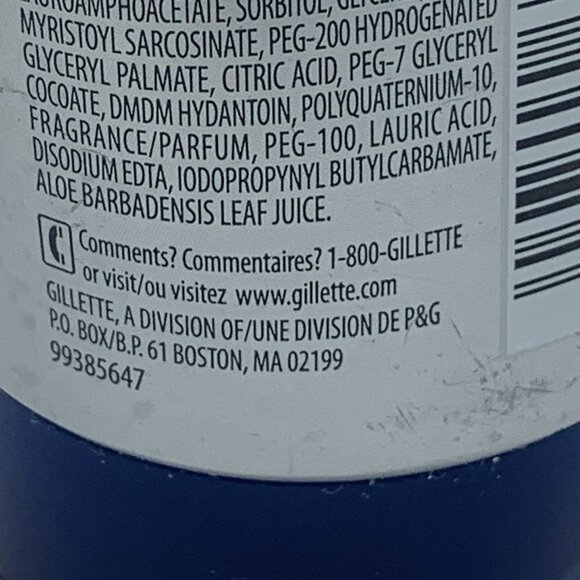 AMPHOACETATE, SORBITOL,
MYRISTOYL SARCOSINATE, PEG-200 HYDROGENATED
GLYCERYL PALMATE, CITRIC ACID, PEG-7 GLYCERYL
COCOATE, DMDM HYDANTOIN, POLYQUATERNIUM-10,
FRAGRANCE/PARFUM, PEG-100, LAURIC ACID,
DISODIUM EDTA, IODOPROPYNYL BUTYLCARBAMATE,
ALOE BARBADENSIS LEAF JUICE.
Comments? Commentaires? 1-800-GILLETTE
or visit/ou visitez www.gillette.com
GILLETTE, A DIVISION OF/UNE DIVISION DE P&G
P.O. BOX/B.P. 61 BOSTON, MA 02199
99385647